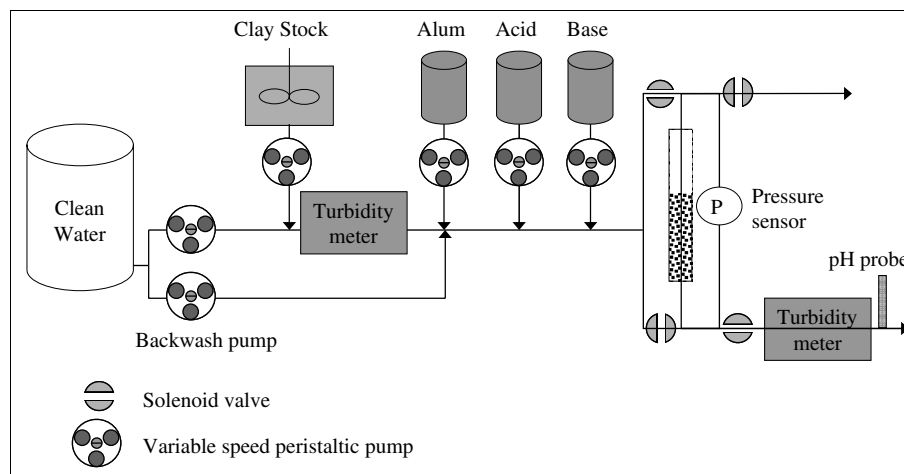 Clay Stock
Alum
Acid
Base
Clean
Water
Turbidity
meter
P
Pressure
sensor
pH probe
Turbidity
meter
Backwash pump
Solenoid valve
Variable speed peristaltic pump